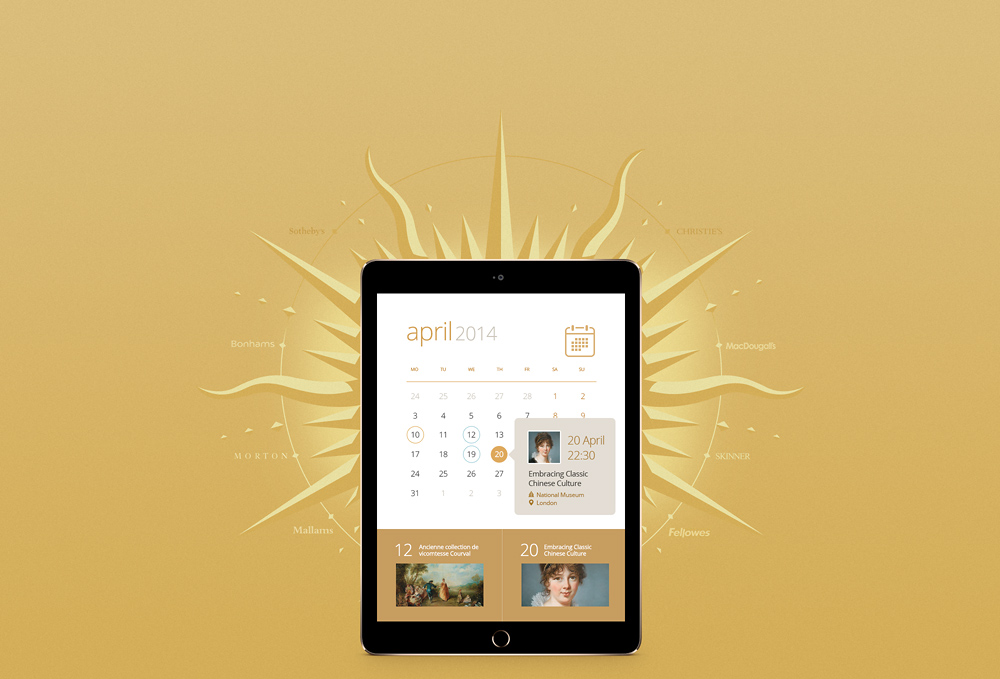 Sotheby's
CHRISTIE'S
Bonhams
MacDougall's
MORTON
SKINNER
Mallams
Fellowes
april 2014
MO TU WE TH FR SA SU
24 25 26 27 28 1 2
3 4 5 6 7 8 9
10 11 12 13
17 18 19 20
24 25 26 27
31 1 2 3
20 April
22:30
Embracing Classic
Chinese Culture
National Museum
London
12 Ancienne collection de
vicomtesse Courval
20 Embracing Classic
Chinese Culture